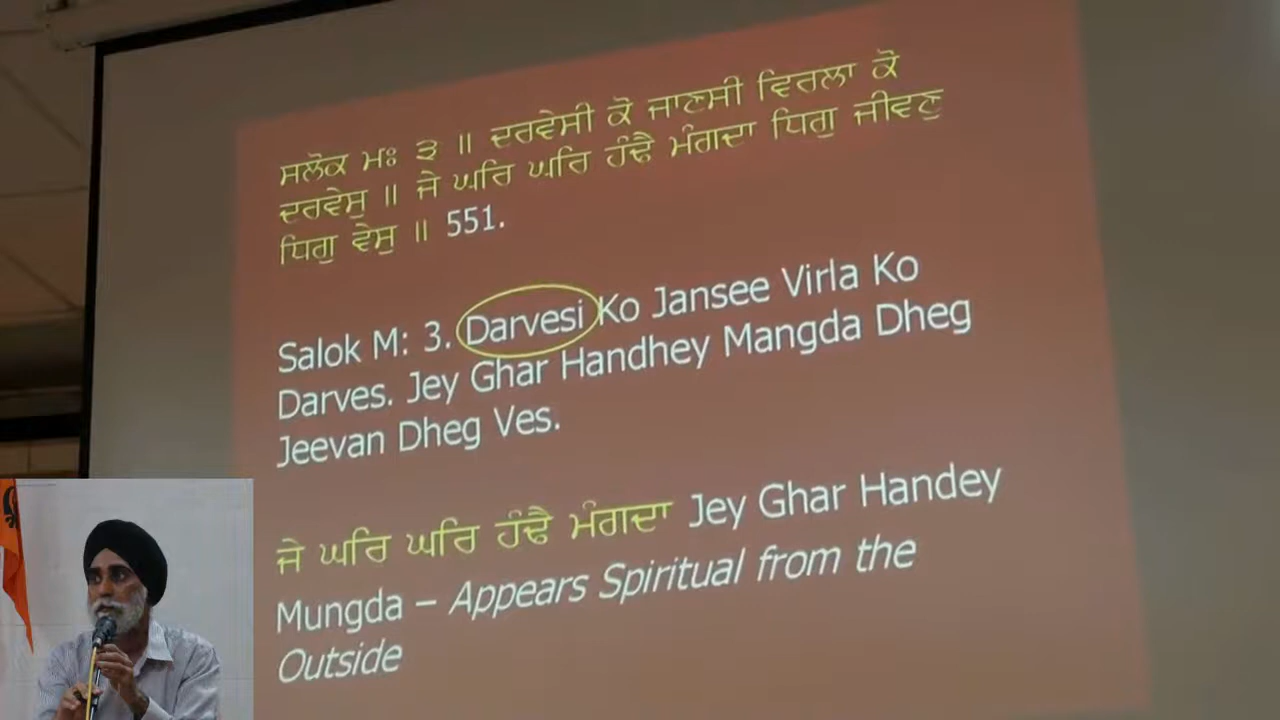 ਸਲੋਕ ਮਃ ੩ ॥ ਦਰਵੇਸੀ ਕੋ ਜਾਣਸੀ ਵਿਰਲਾ ਕੋ
ਦਰਵੇਸੁ ॥ ਜੇ ਘਰਿ ਘਰਿ ਹੰਢੈ ਮੰਗਦਾ ਧਿਗੁ ਜੀਵਣੁ
ਧਿਗੁ ਵੇਸੁ ॥ 551.
Salok M: 3. Darvesi Ko Jansee Virla Ko
Darves. Jey Ghar Handhey Mangda Dheg
Jeevan Dheg Ves.
ਜੇ ਘਰਿ ਘਰਿ ਹੰਢੈ ਮੰਗਦਾ Jey Ghar Handey
Mungda – Appears Spiritual from the
Outside